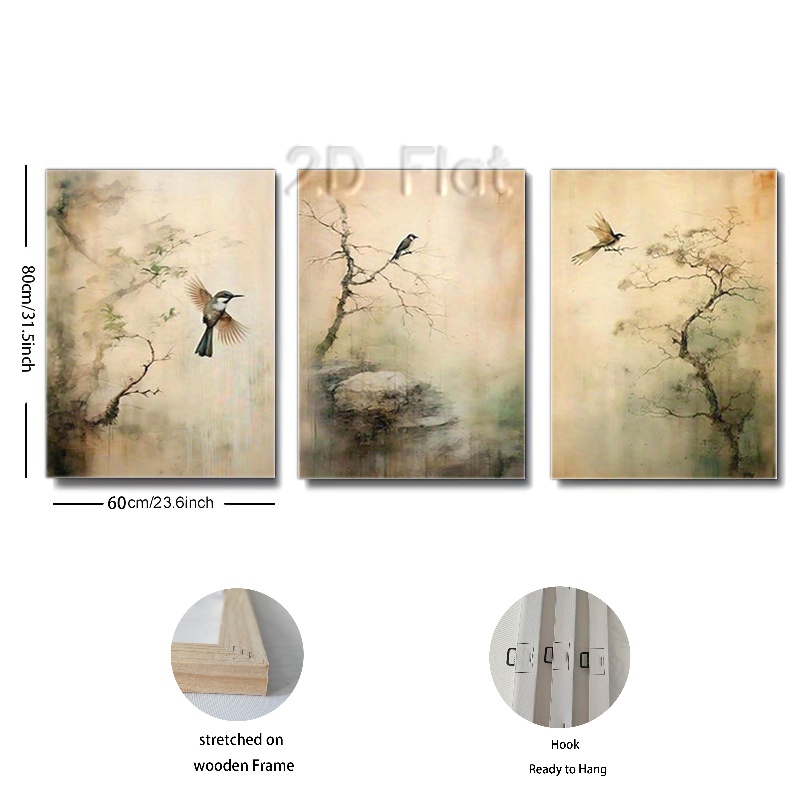 2D Flat
80cm/31.5inch
60cm/23.6inch
stretched on
wooden Frame
Hook
Ready to Hang